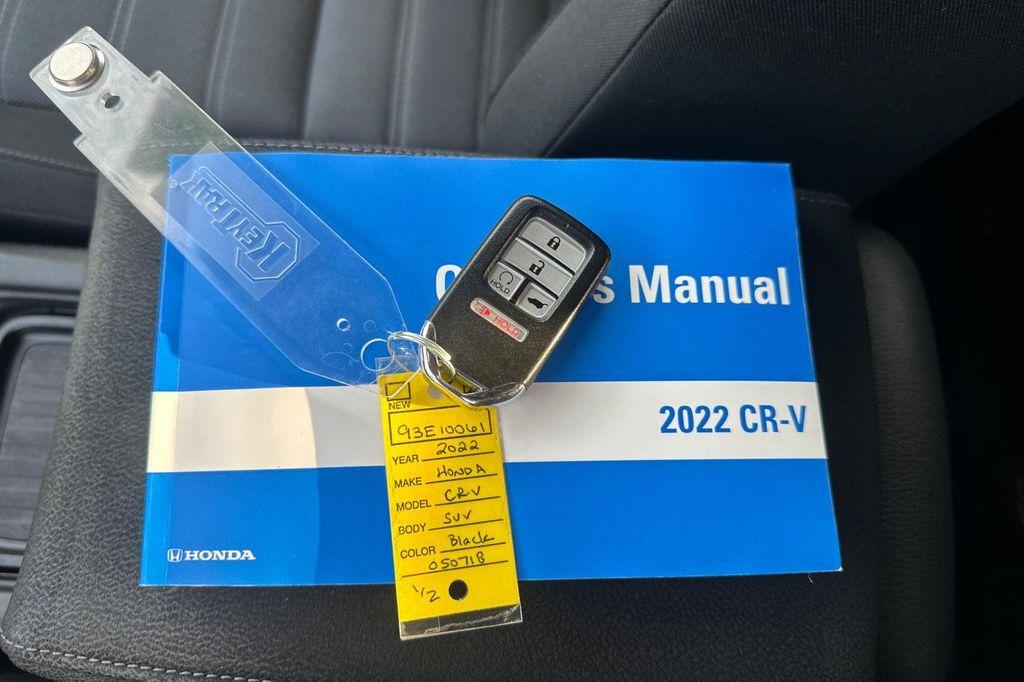 KEYTRAK
HOLD
HOLD
s Manual
2022 CR-V
HONDA
NEW
93E10061
YEAR 2022
MAKE HONDA
MODEL CRV
BODY SUV
COLOR Black
050718
1/2